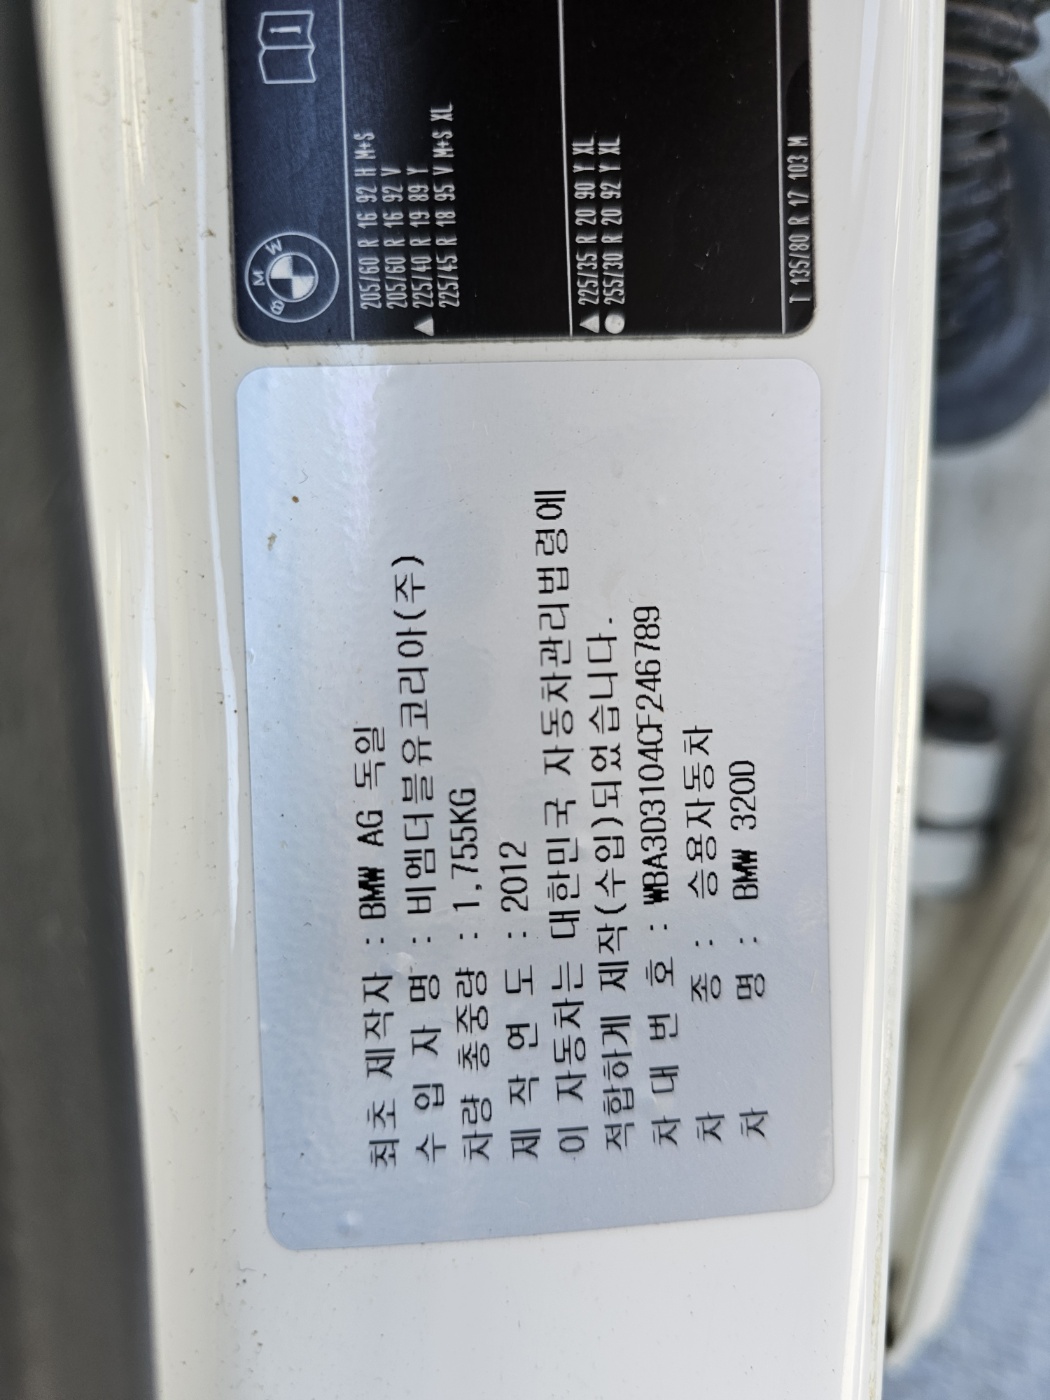 BMW
i
205/60 R 16 92 H M+S
205/60 R 16 92 V
▲ 225/40 R 19 89 Y
225/45 R 18 95 V M+S XL
▲ 225/35 R 20 90 Y XL
● 255/30 R 20 92 Y XL
T 135/80 R 17 103 M
최초 제작자 : BMW AG 독일
수 입 자 명 : 비엠더블유코리아(주)
차량 총중량 : 1,755KG
제 작 연 도 : 2012
이 자동차는 대한민국 자동차관리법령에
적합하게 제작(수입)되었습니다.
차 대 번 호 : WBA3D3104CF246789
차 종 : 승용자동차
차 명 : BMW 320D